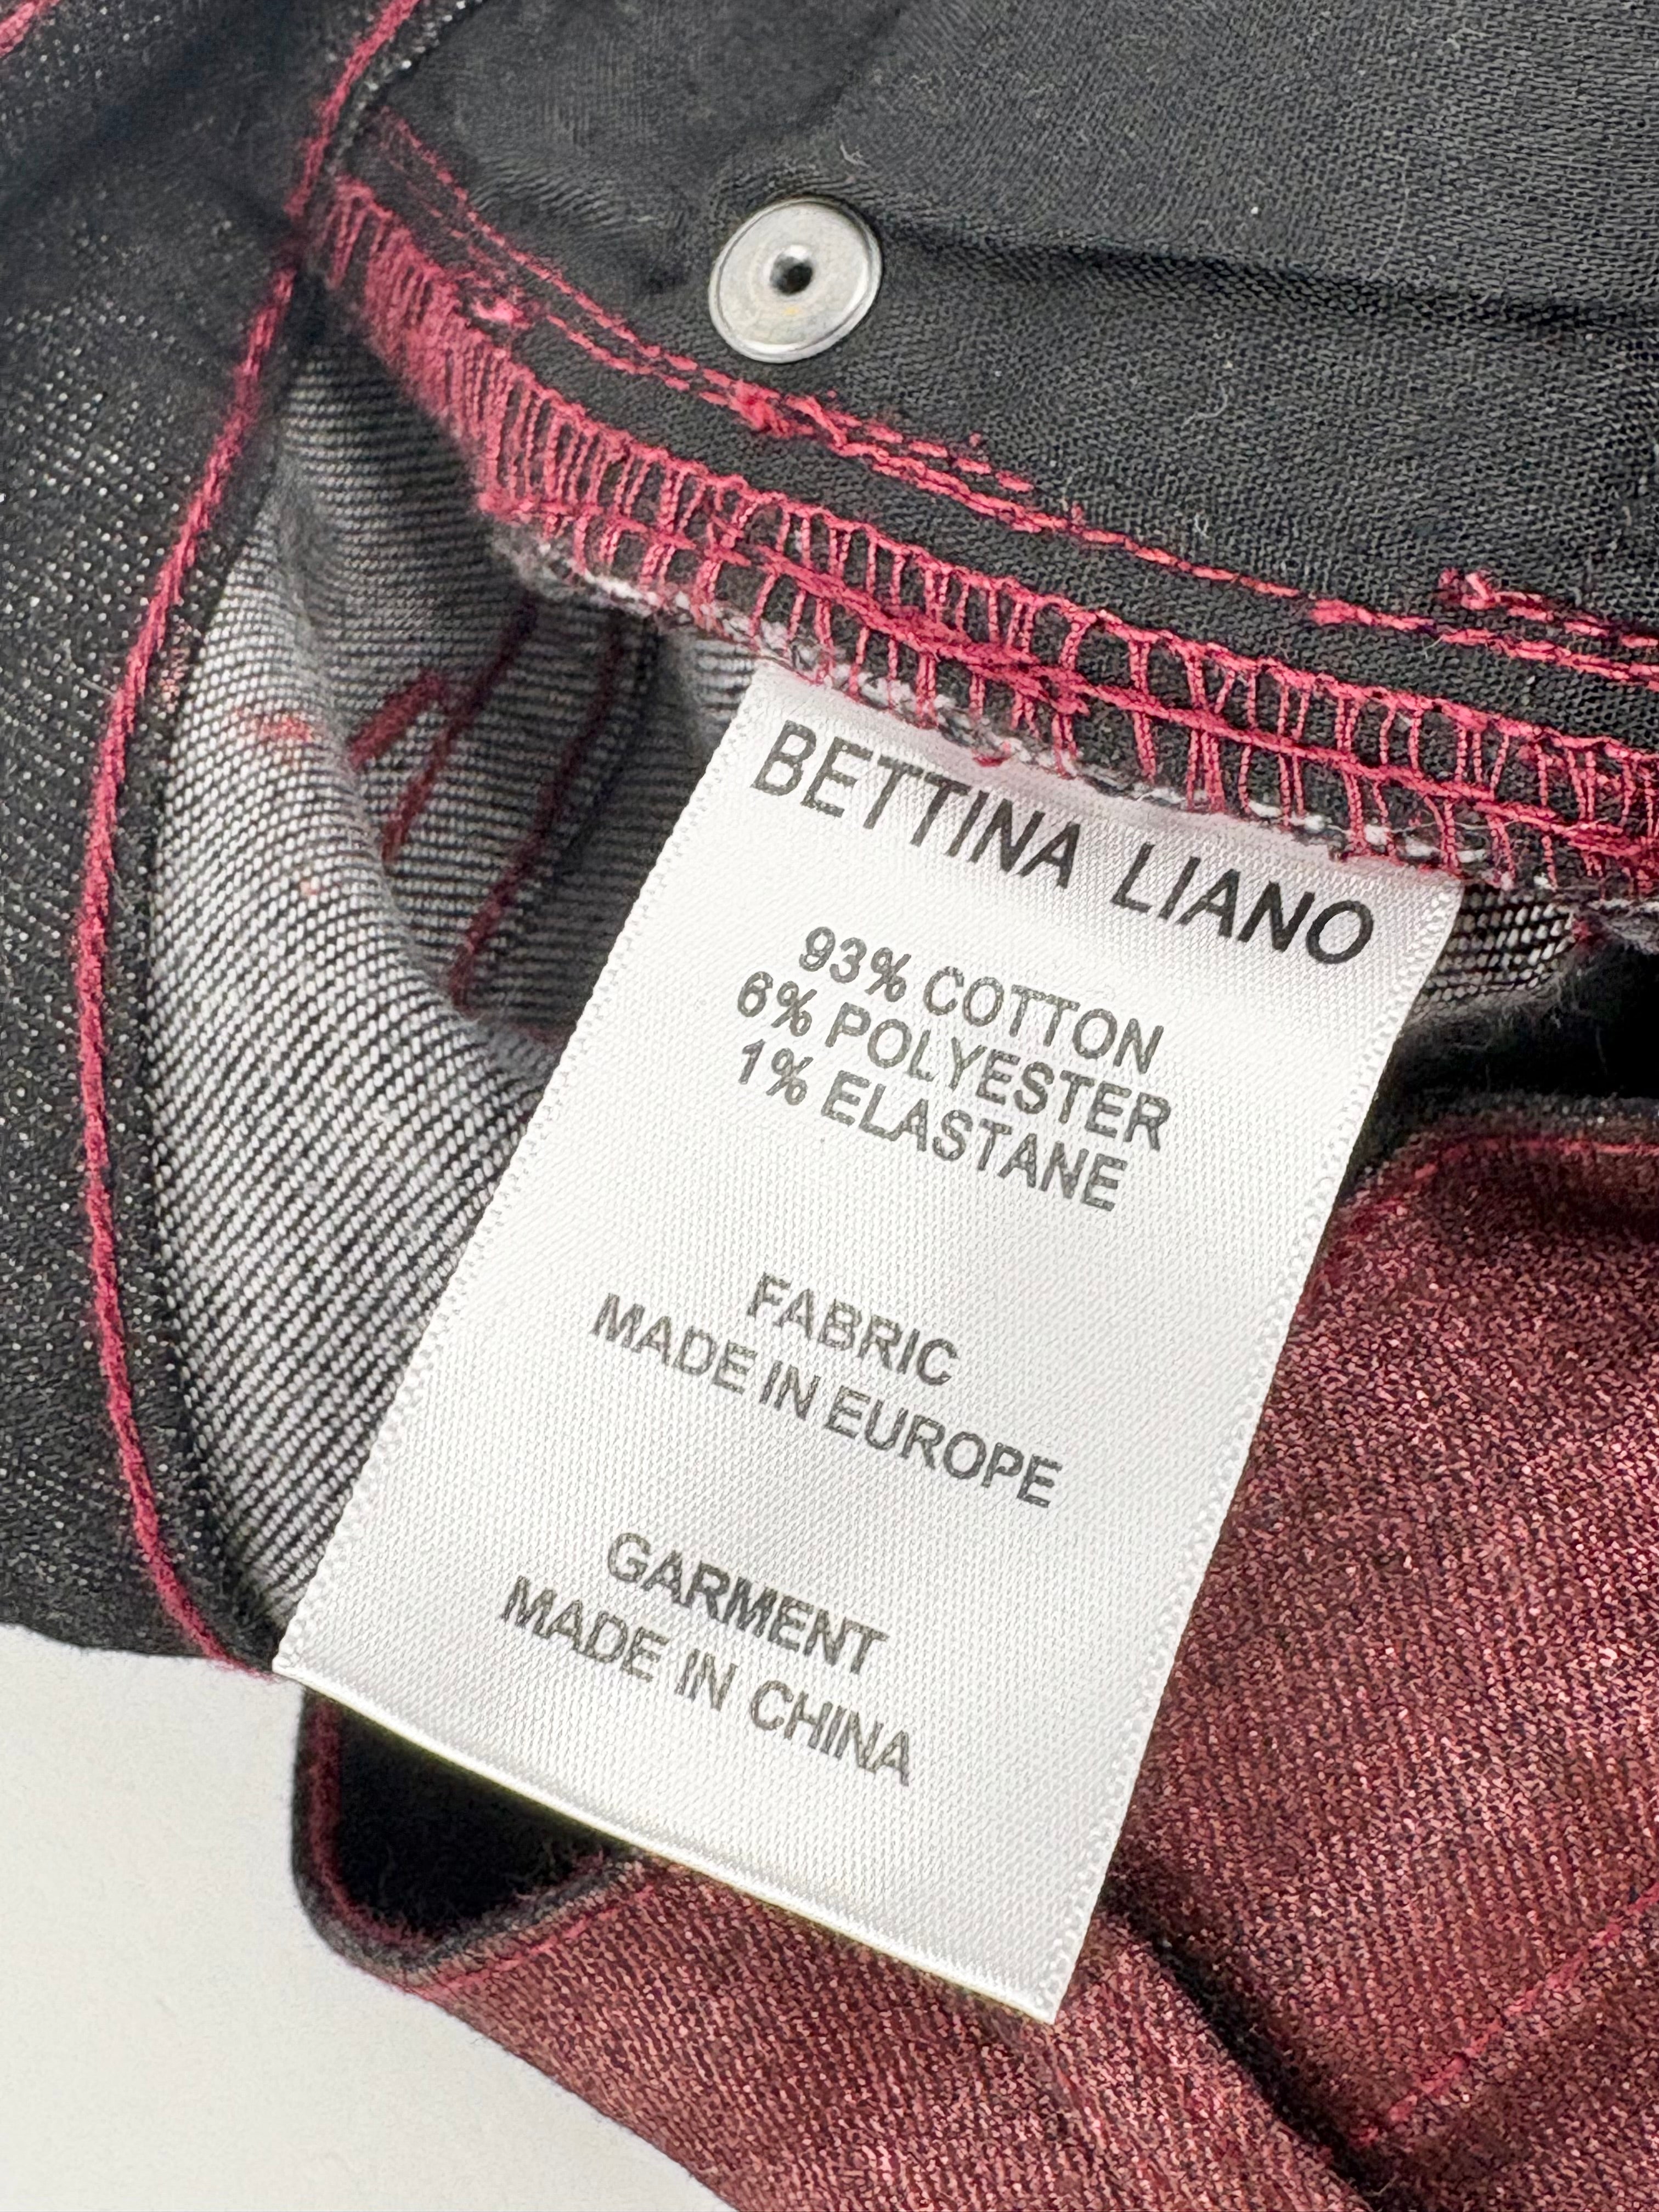 BETTINA LIANO
93% COTTON
6% POLYESTER
1% ELASTANE
FABRIC
MADE IN EUROPE
GARMENT
MADE IN CHINA